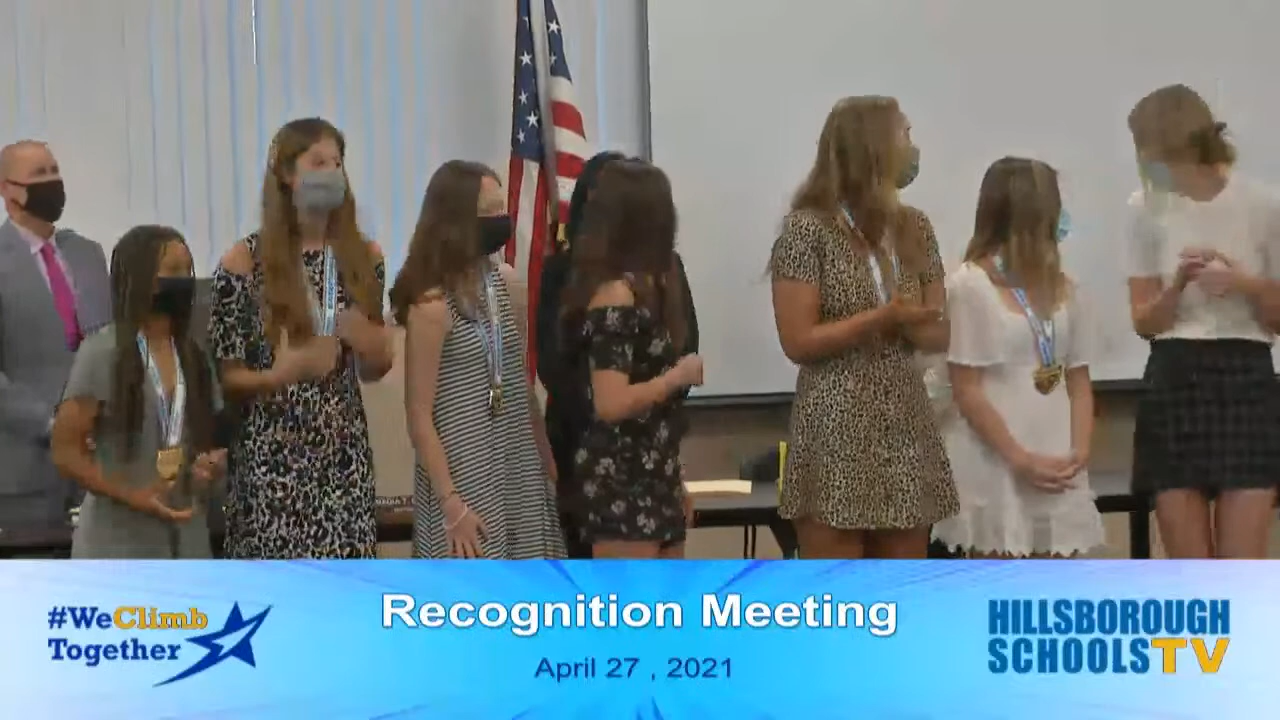 #WeClimb
Together
Recognition Meeting
April 27 , 2021
HILLSBOROUGH
SCHOOLSTV